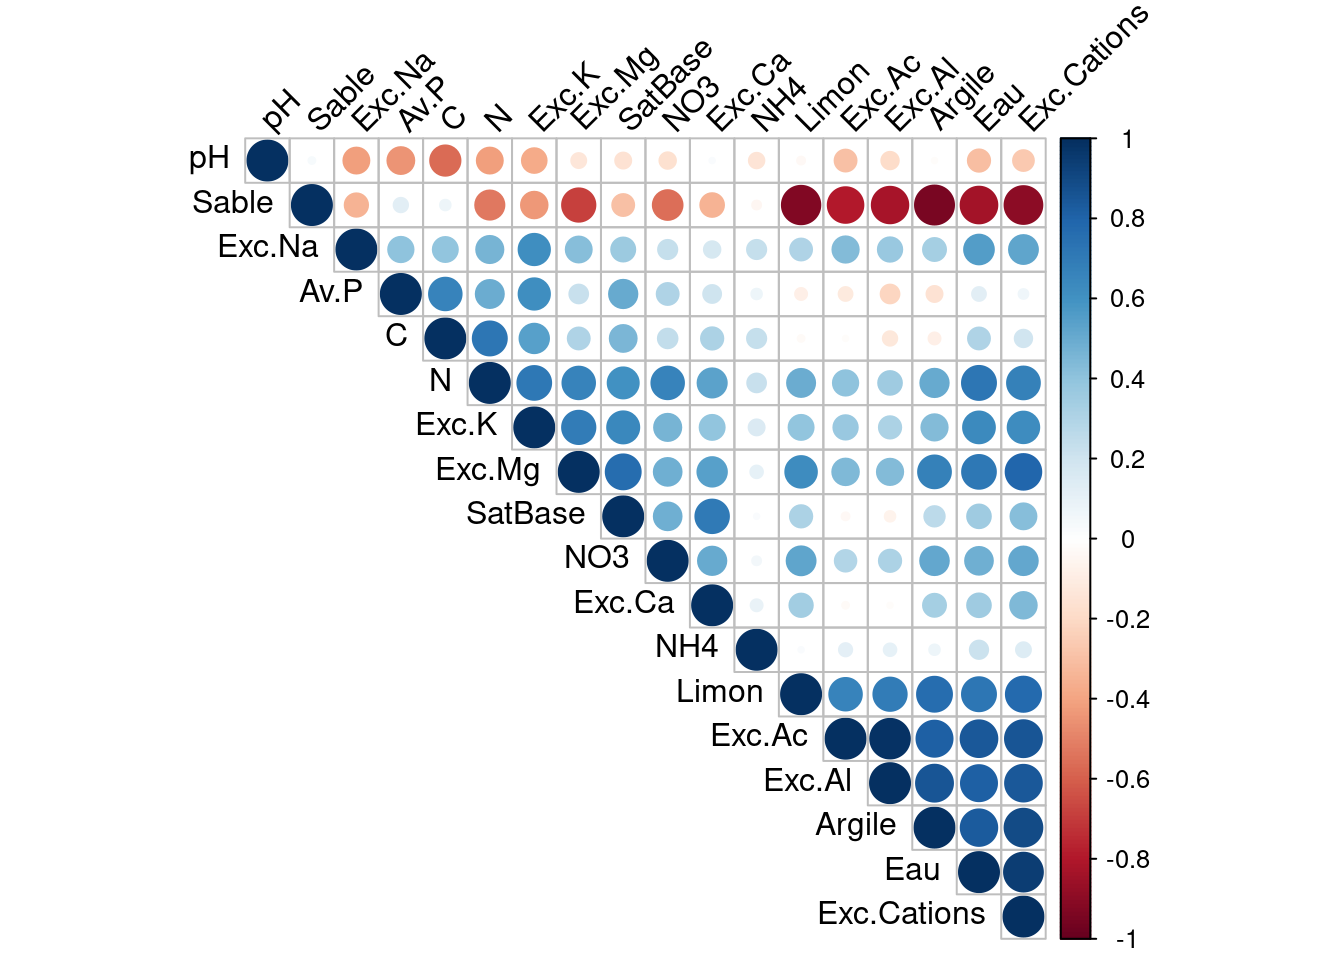 pH
Sable
Exc.Na
Av.P
C
N
Exc.K
Exc.Mg
SatBase
NO3
Exc.Ca
NH4
Limon
Exc.Ac
Exc.Al
Argile
Eau
Exc.Cations
pH
Sable
Exc.Na
Av.P
C
N
Exc.K
Exc.Mg
SatBase
NO3
Exc.Ca
NH4
Limon
Exc.Ac
Exc.Al
Argile
Eau
Exc.Cations
1
0.8
0.6
0.4
0.2
0
-0.2
-0.4
-0.6
-0.8
-1